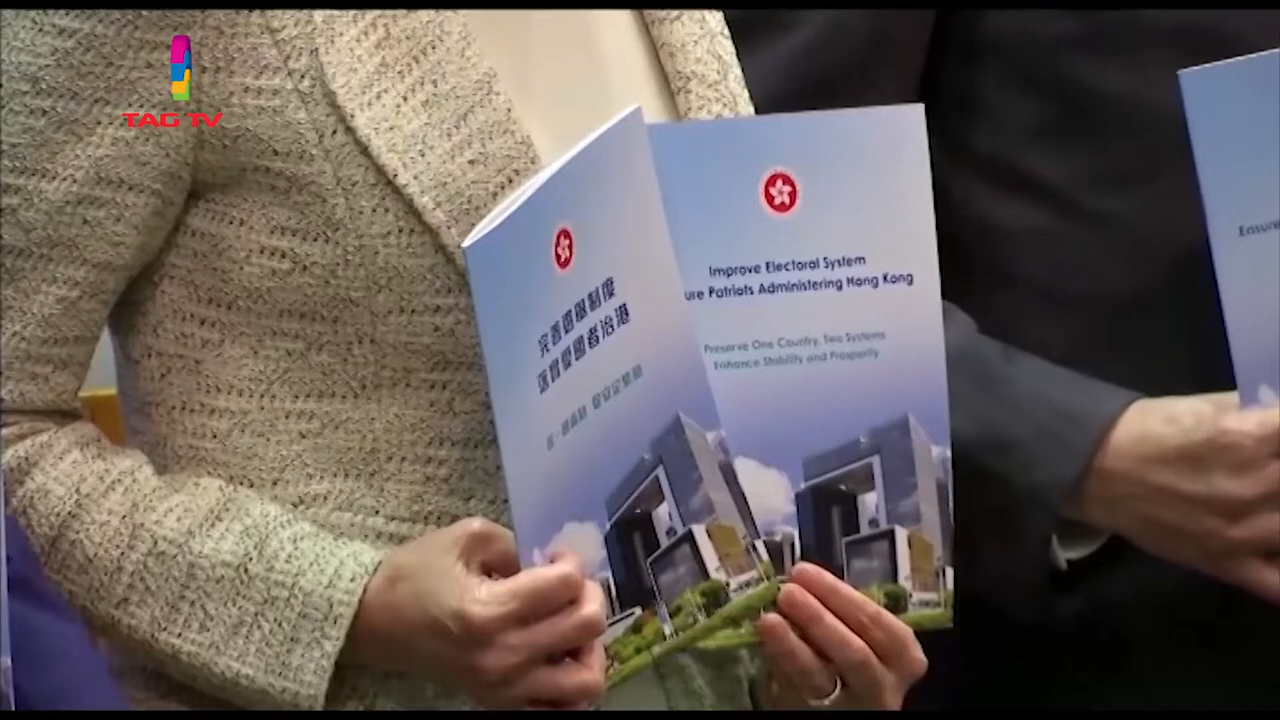 TAG TV
完善選舉制度
落實愛國者治港
Improve Electoral System
ure Patriots Administering Hong Kong
Preserve One Country, Two Systems
Enhance Stability and Prosperity
Ensure